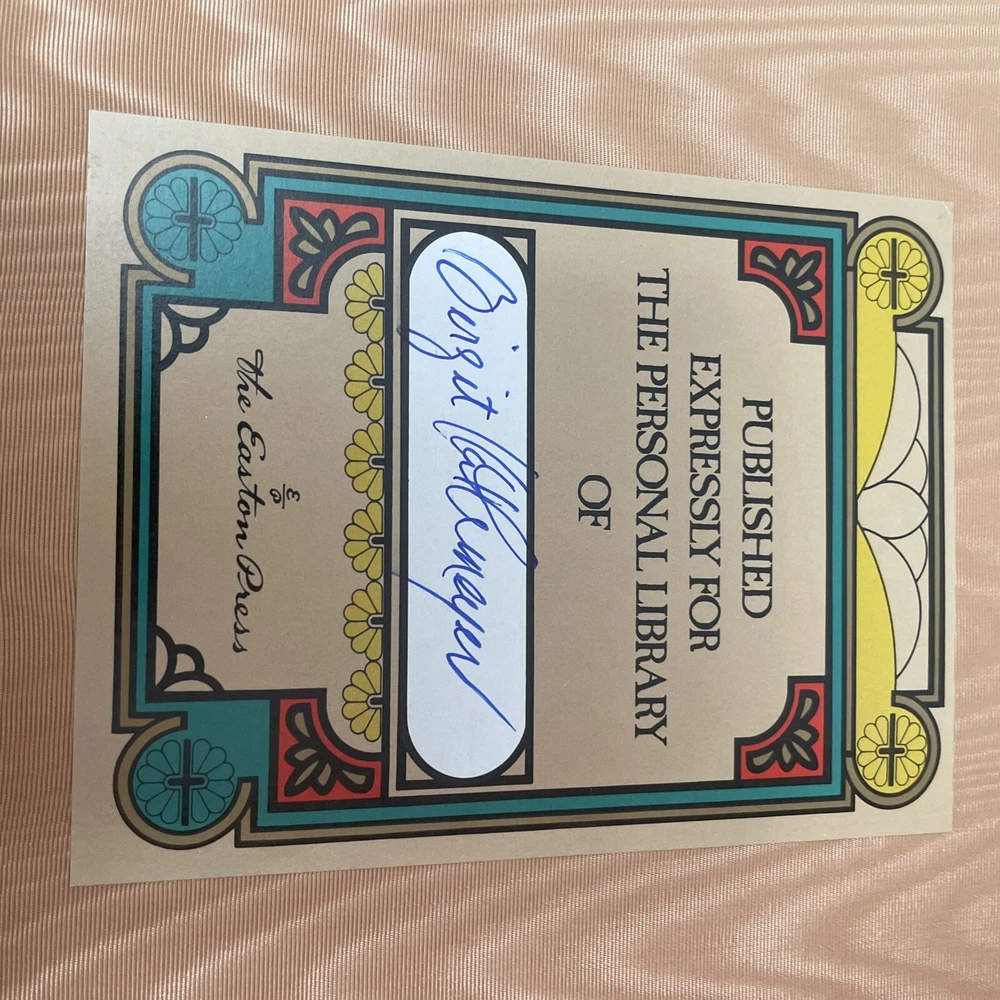 PUBLISHED
EXPRESSLY FOR
THE PERSONAL LIBRARY
OF
Birgit
The Easton Press